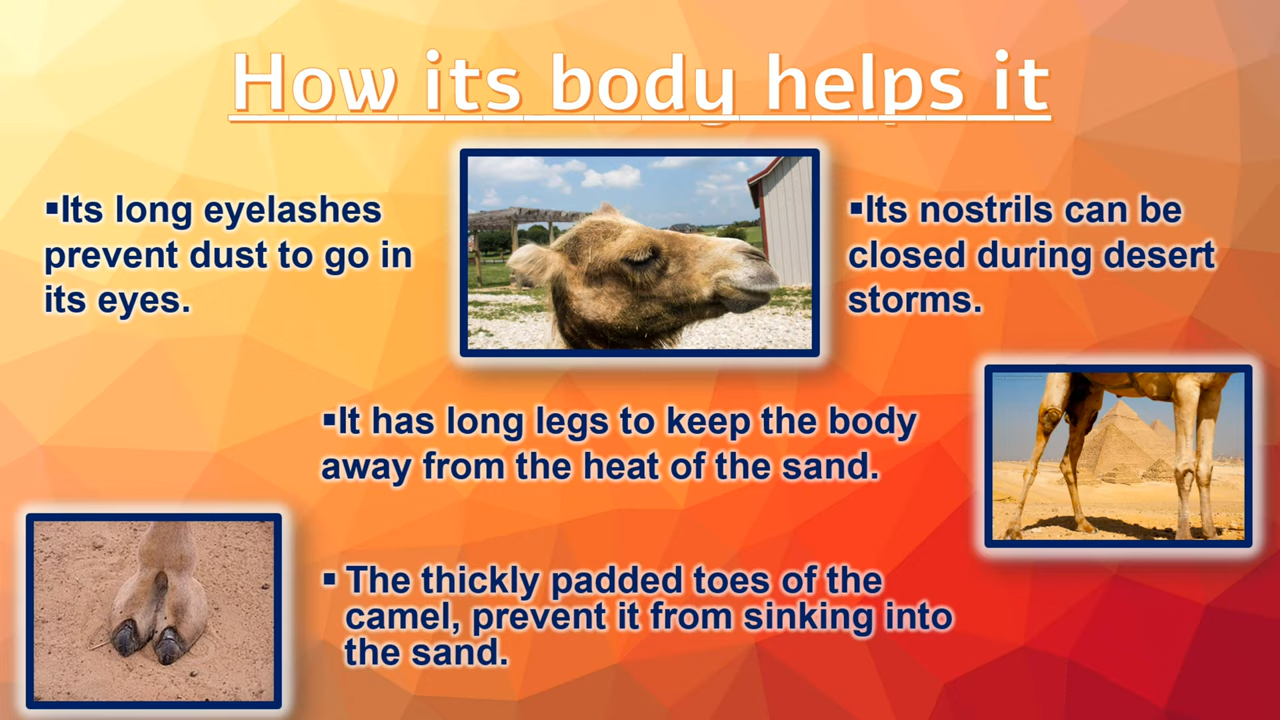 How its body helps it
▪Its long eyelashes
prevent dust to go in
its eyes.
▪Its nostrils can be
closed during desert
storms.
▪It has long legs to keep the body
away from the heat of the sand.
▪ The thickly padded toes of the
camel, prevent it from sinking into
the sand.